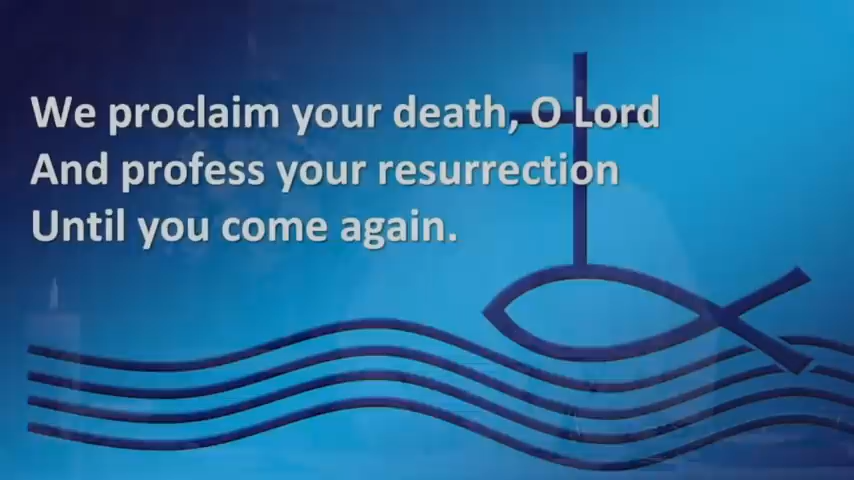 We proclaim your death, O Lord
And profess your resurrection
Until you come again.